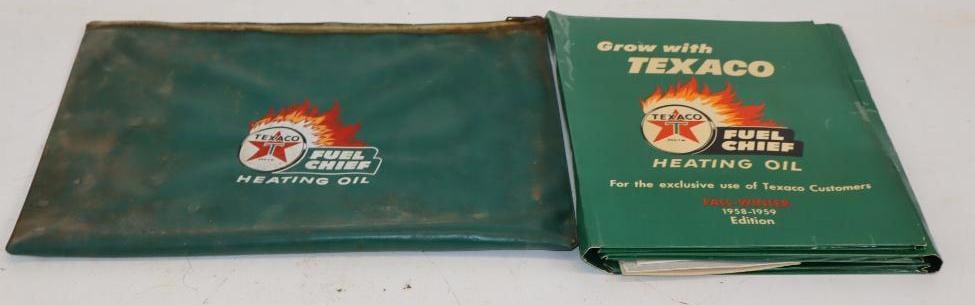 TEXACO
T
FUEL
CHIEF
HEATING OIL
Grow with
TEXACO
TEXACO
T
FUEL
CHIEF
HEATING OIL
For the exclusive use of Texaco Customers
FALL-WINTER
1958-1959
Edition